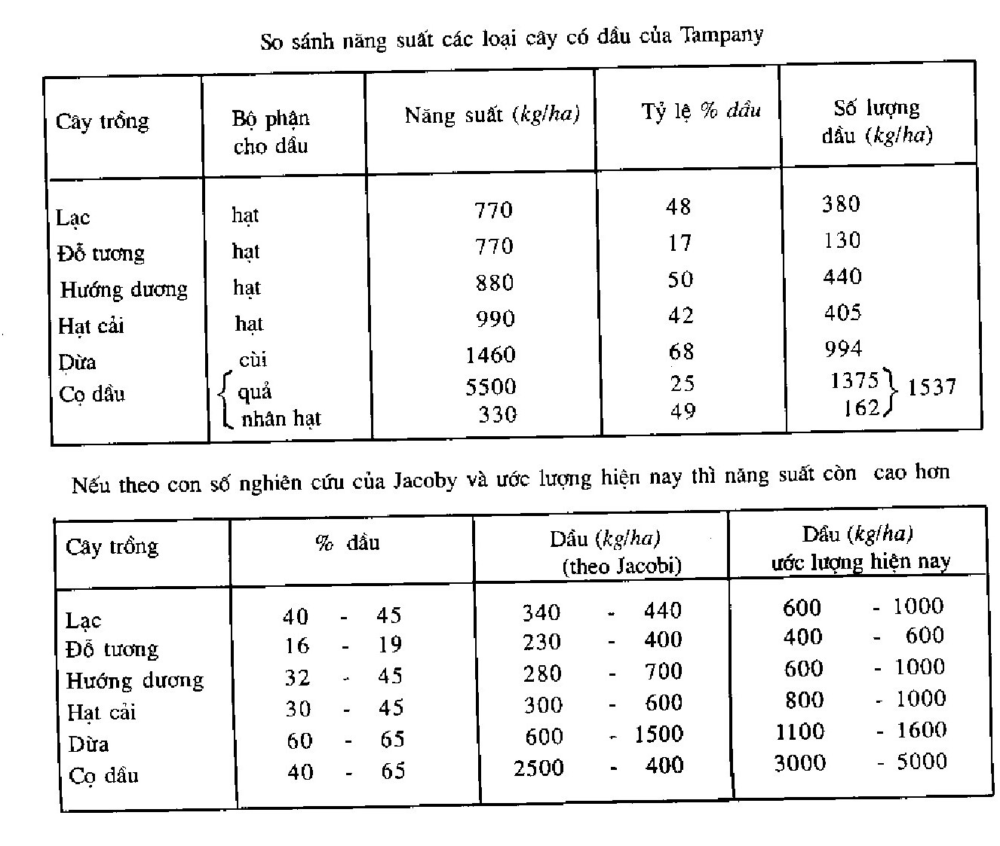 So sánh năng suất các loại cây có dầu của Tampany
Cây trồng Bộ phận cho dầu Năng suất (kg/ha) Tỷ lệ % dầu Số lượng dầu (kg/ha)
Lạc hạt 770 48 380
Đỗ tương hạt 770 17 130
Hướng dương hạt 880 50 440
Hạt cải hạt 990 42 405
Dừa cùi 1460 68 994
Cọ dầu { quả 5500 25 1375 } 1537
nhân hạt 330 49 162
Nếu theo con số nghiên cứu của Jacoby và ước lượng hiện nay thì năng suất còn cao hơn
Cây trồng % dầu Dầu (kg/ha) (theo Jacobi) Dầu (kg/ha) ước lượng hiện nay
Lạc 40 - 45 340 - 440 600 - 1000
Đỗ tương 16 - 19 230 - 400 400 - 600
Hướng dương 32 - 45 280 - 700 600 - 1000
Hạt cải 30 - 45 300 - 600 800 - 1000
Dừa 60 - 65 600 - 1500 1100 - 1600
Cọ dầu 40 - 65 2500 - 400 3000 - 5000